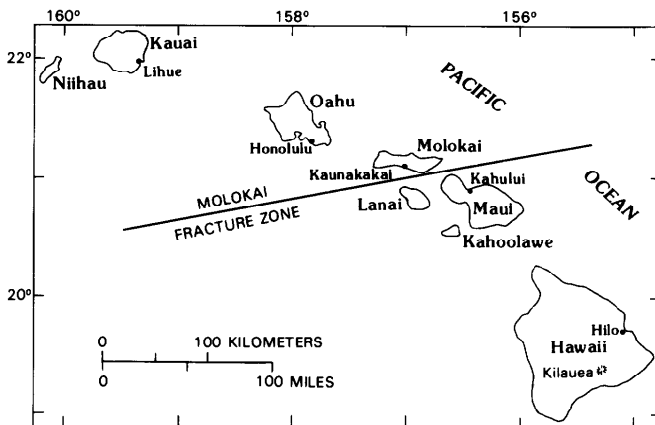 160° 158° 156°
22°
Kauai
Lihue
Niihau
PACIFIC
Oahu
Honolulu
Molokai
Kaunakakai
Kahului
OCEAN
MOLOKAI
FRACTURE ZONE
Lanai
Maui
Kahoolawe
20°
0 100 KILOMETERS
0 100 MILES
Hilo
Hawaii
Kilauea